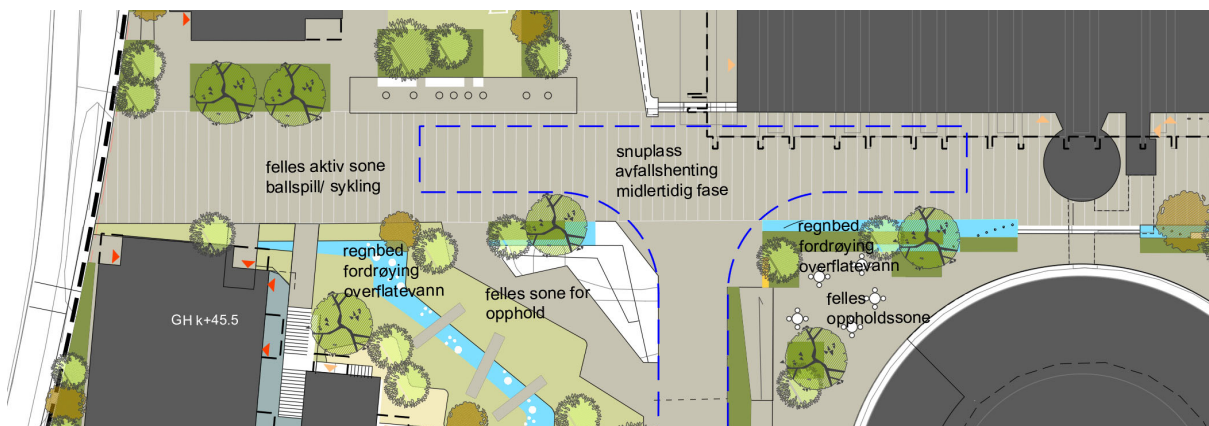 felles aktiv sone
ballspill/ sykling
snuplass
avfallshenting
midlertidig fase
regnbed
fordrøying
overflatevann
felles sone for
opphold
regnbed
fordrøying
overflatevann
felles
oppholdssone
GH k+45.5